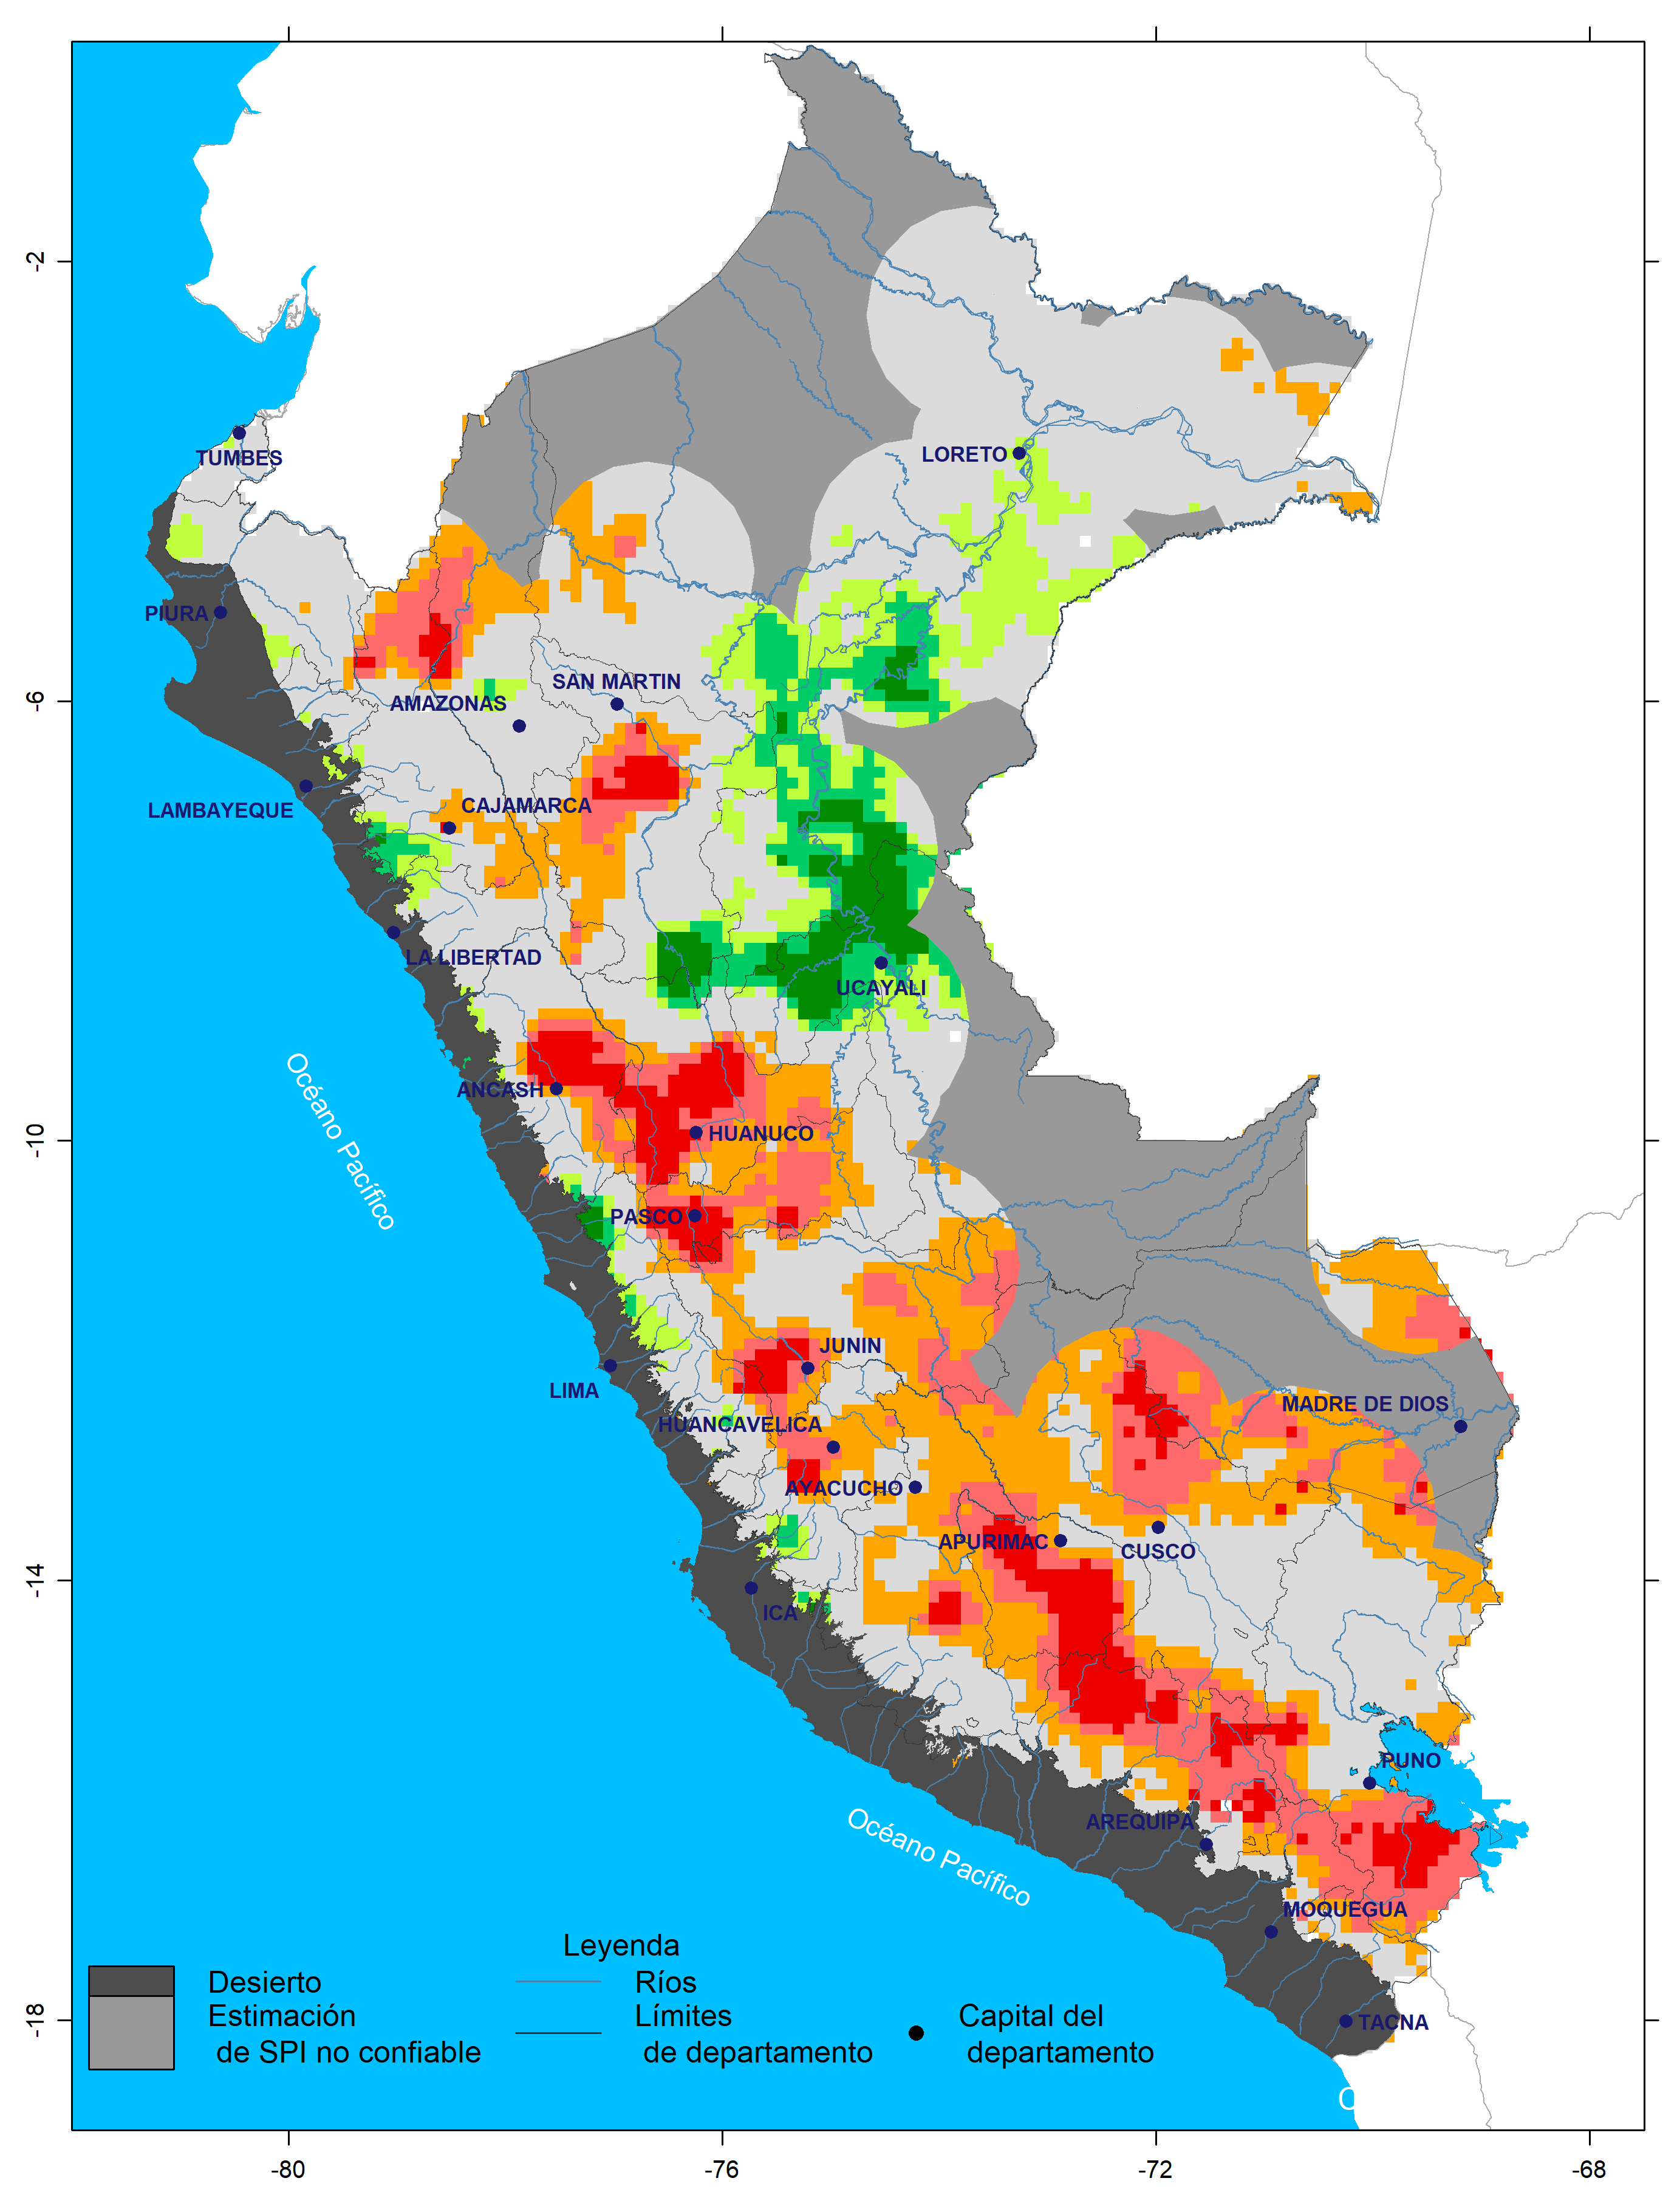 -2
-6
-10
-14
-18
-80
-76
-72
-68
LORETO
TUMBES
PIURA
SAN MARTIN
AMAZONAS
CAJAMARCA
LAMBAYEQUE
LA LIBERTAD
UCAYALI
ANCASH
HUANUCO
PASCO
Océano Pacífico
JUNIN
LIMA
MADRE DE DIOS
HUANCAVELICA
AYACUCHO
APURIMAC
CUSCO
ICA
PUNO
AREQUIPA
Océano Pacífico
MOQUEGUA
TACNA
Leyenda
Desierto
Estimación
de SPI no confiable
Ríos
Límites
de departamento
Capital del
departamento